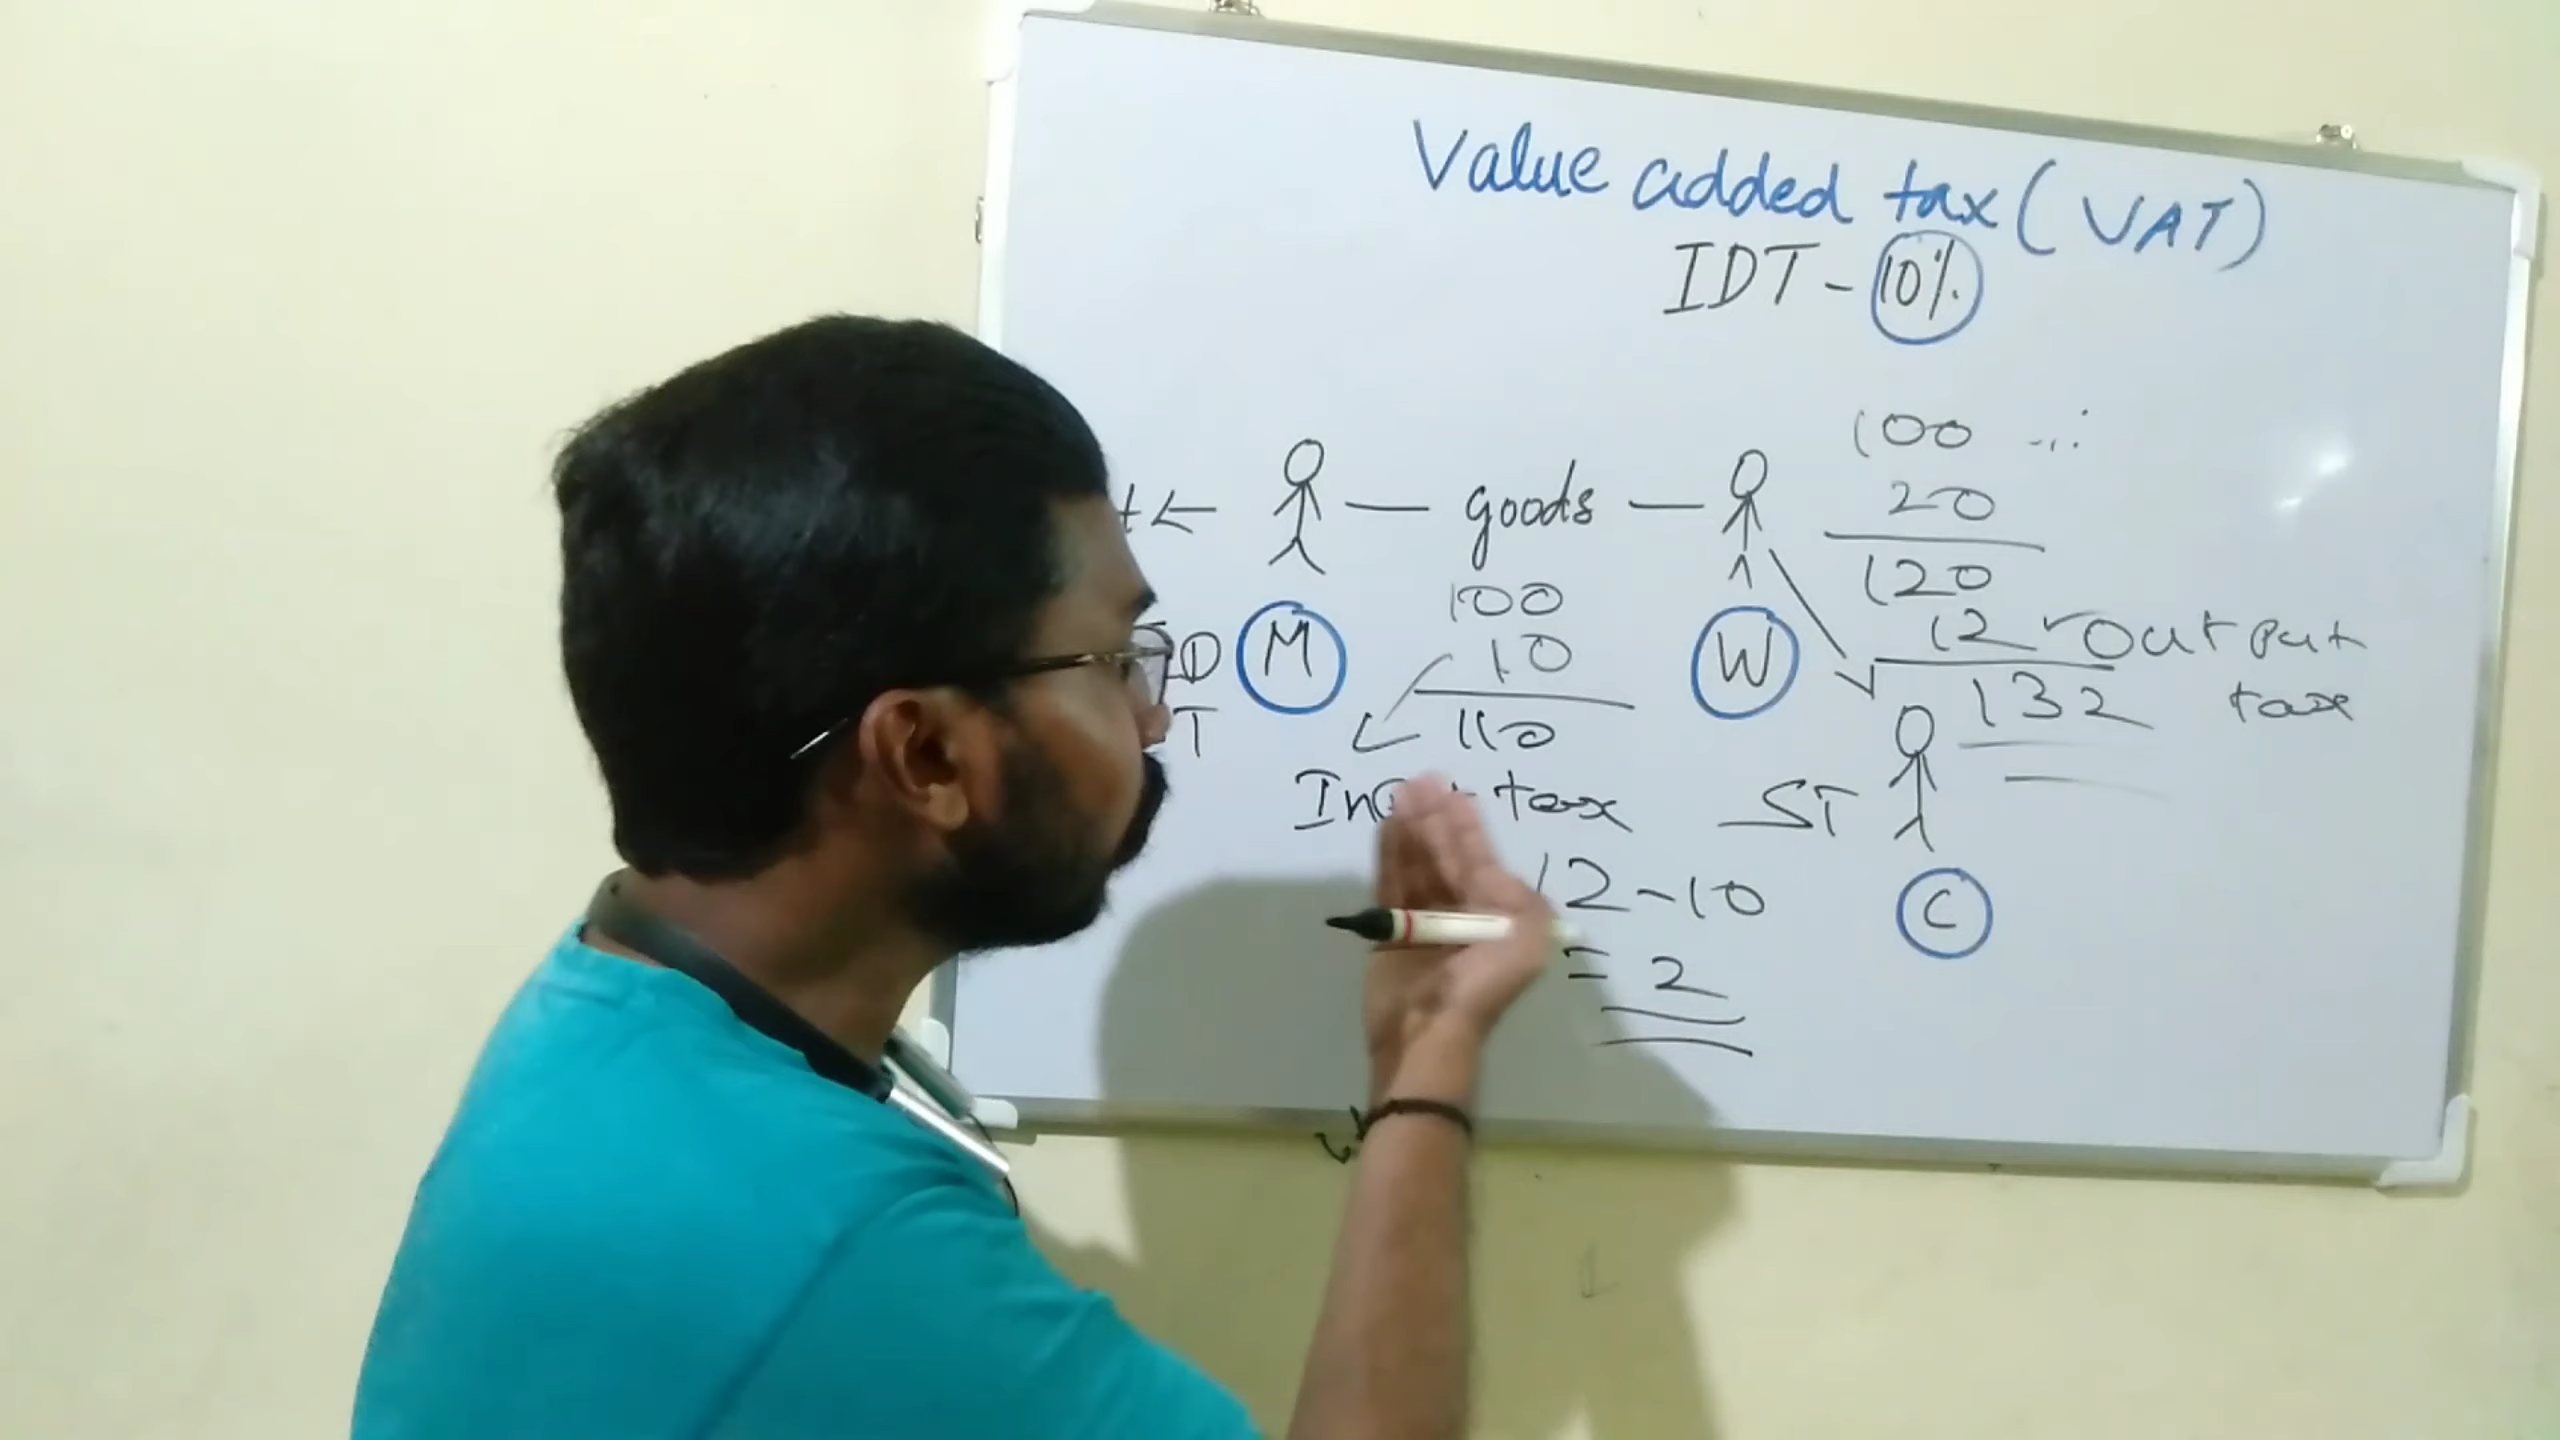 Value added tax (VAT)
IDT - 10%
goods
M
W
100
10
110
100
20
120
12 output
tax
132
D
T
tax
ST
12-10
= 2
C